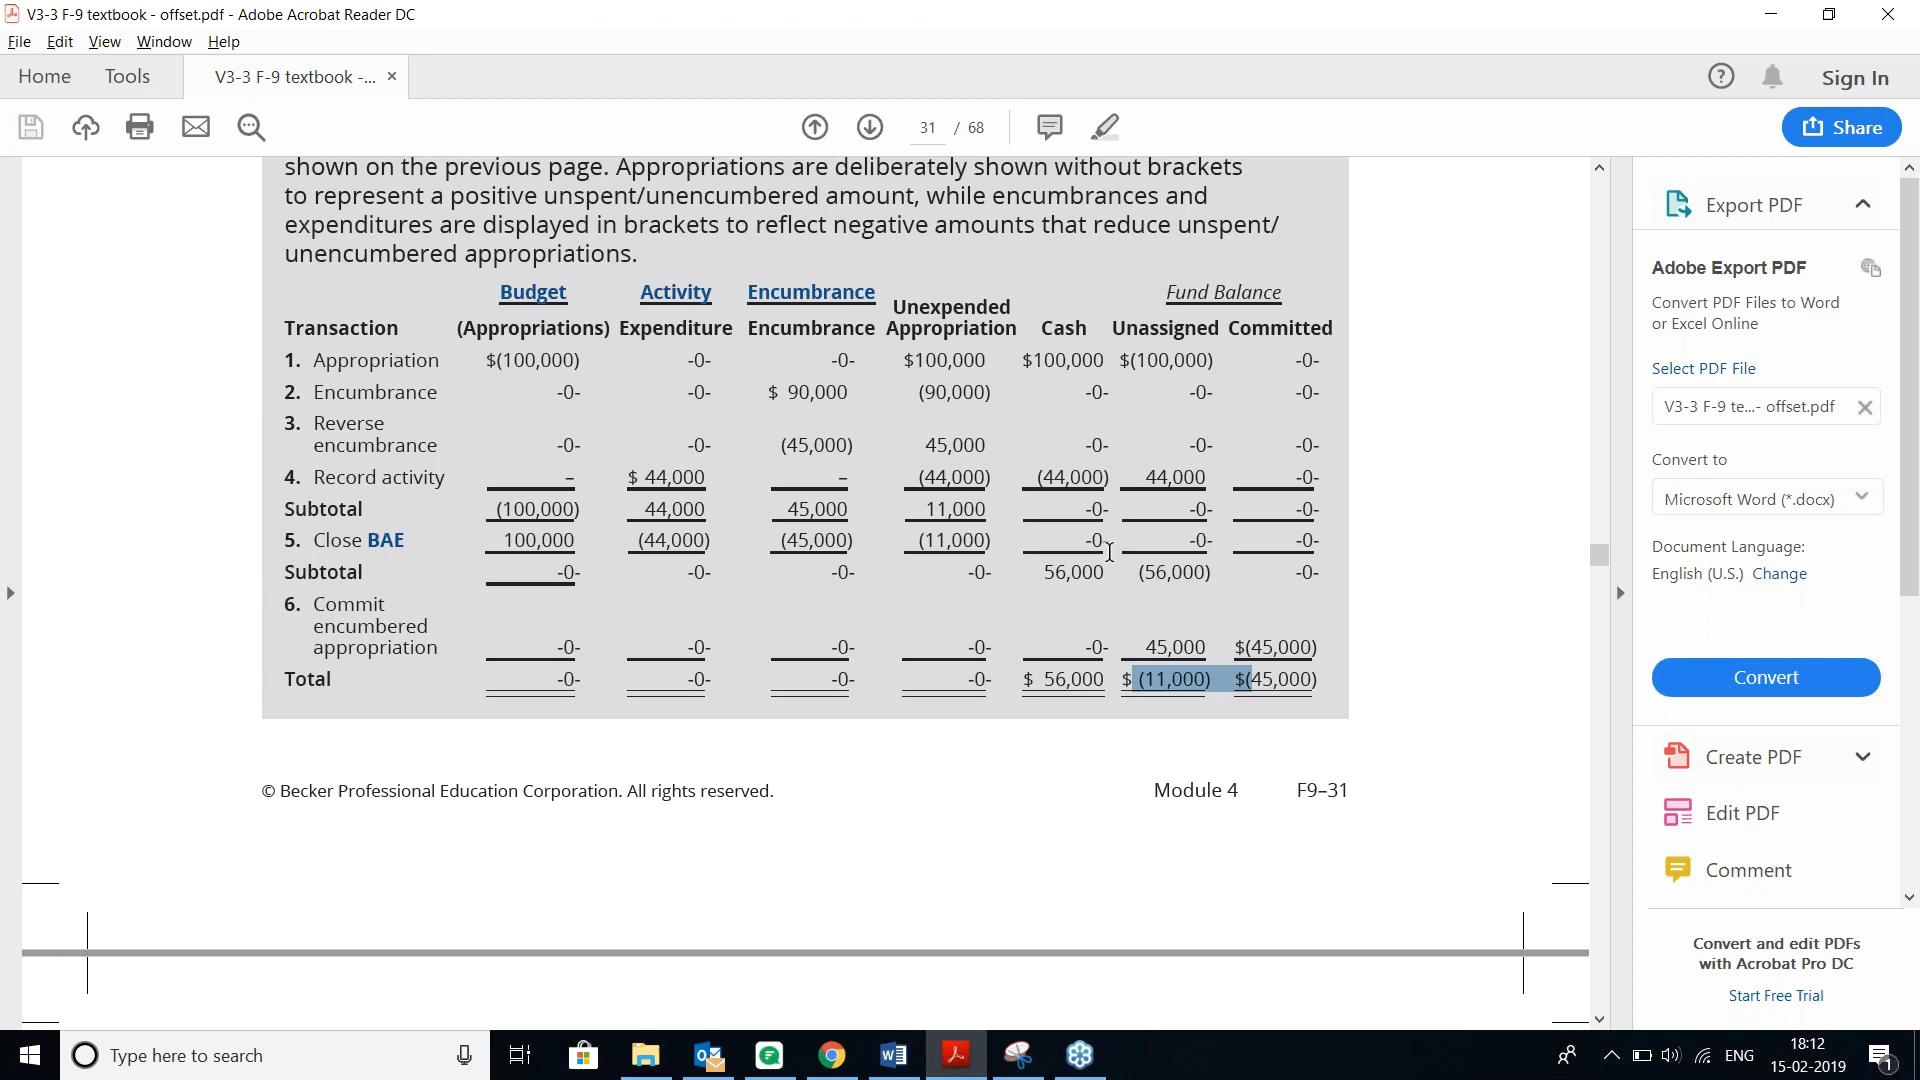 V3-3 F-9 textbook - offset.pdf - Adobe Acrobat Reader DC
File Edit View Window Help
Home Tools V3-3 F-9 textbook -... × Sign In
31 / 68 Share
shown on the previous page. Appropriations are deliberately shown without brackets
to represent a positive unspent/unencumbered amount, while encumbrances and
expenditures are displayed in brackets to reflect negative amounts that reduce unspent/
unencumbered appropriations.
Budget Activity Encumbrance Fund Balance
Unexpended
Transaction (Appropriations) Expenditure Encumbrance Appropriation Cash Unassigned Committed
1. Appropriation $(100,000) -0- -0- $100,000 $100,000 $(100,000) -0-
2. Encumbrance -0- -0- $ 90,000 (90,000) -0- -0- -0-
3. Reverse
encumbrance -0- -0- (45,000) 45,000 -0- -0- -0-
4. Record activity – $ 44,000 – (44,000) (44,000) 44,000 -0-
Subtotal (100,000) 44,000 45,000 11,000 -0- -0- -0-
5. Close BAE 100,000 (44,000) (45,000) (11,000) -0- -0- -0-
Subtotal -0- -0- -0- -0- 56,000 (56,000) -0-
6. Commit
encumbered
appropriation -0- -0- -0- -0- -0- 45,000 $(45,000)
Total -0- -0- -0- -0- $ 56,000 $ (11,000) $(45,000)
© Becker Professional Education Corporation. All rights reserved. Module 4 F9–31
Export PDF
Adobe Export PDF
Convert PDF Files to Word
or Excel Online
Select PDF File
V3-3 F-9 te...- offset.pdf
Convert to
Microsoft Word (*.docx)
Document Language:
English (U.S.) Change
Convert
Create PDF
Edit PDF
Comment
Convert and edit PDFs
with Acrobat Pro DC
Start Free Trial
Type here to search
ENG
18:12
15-02-2019
1